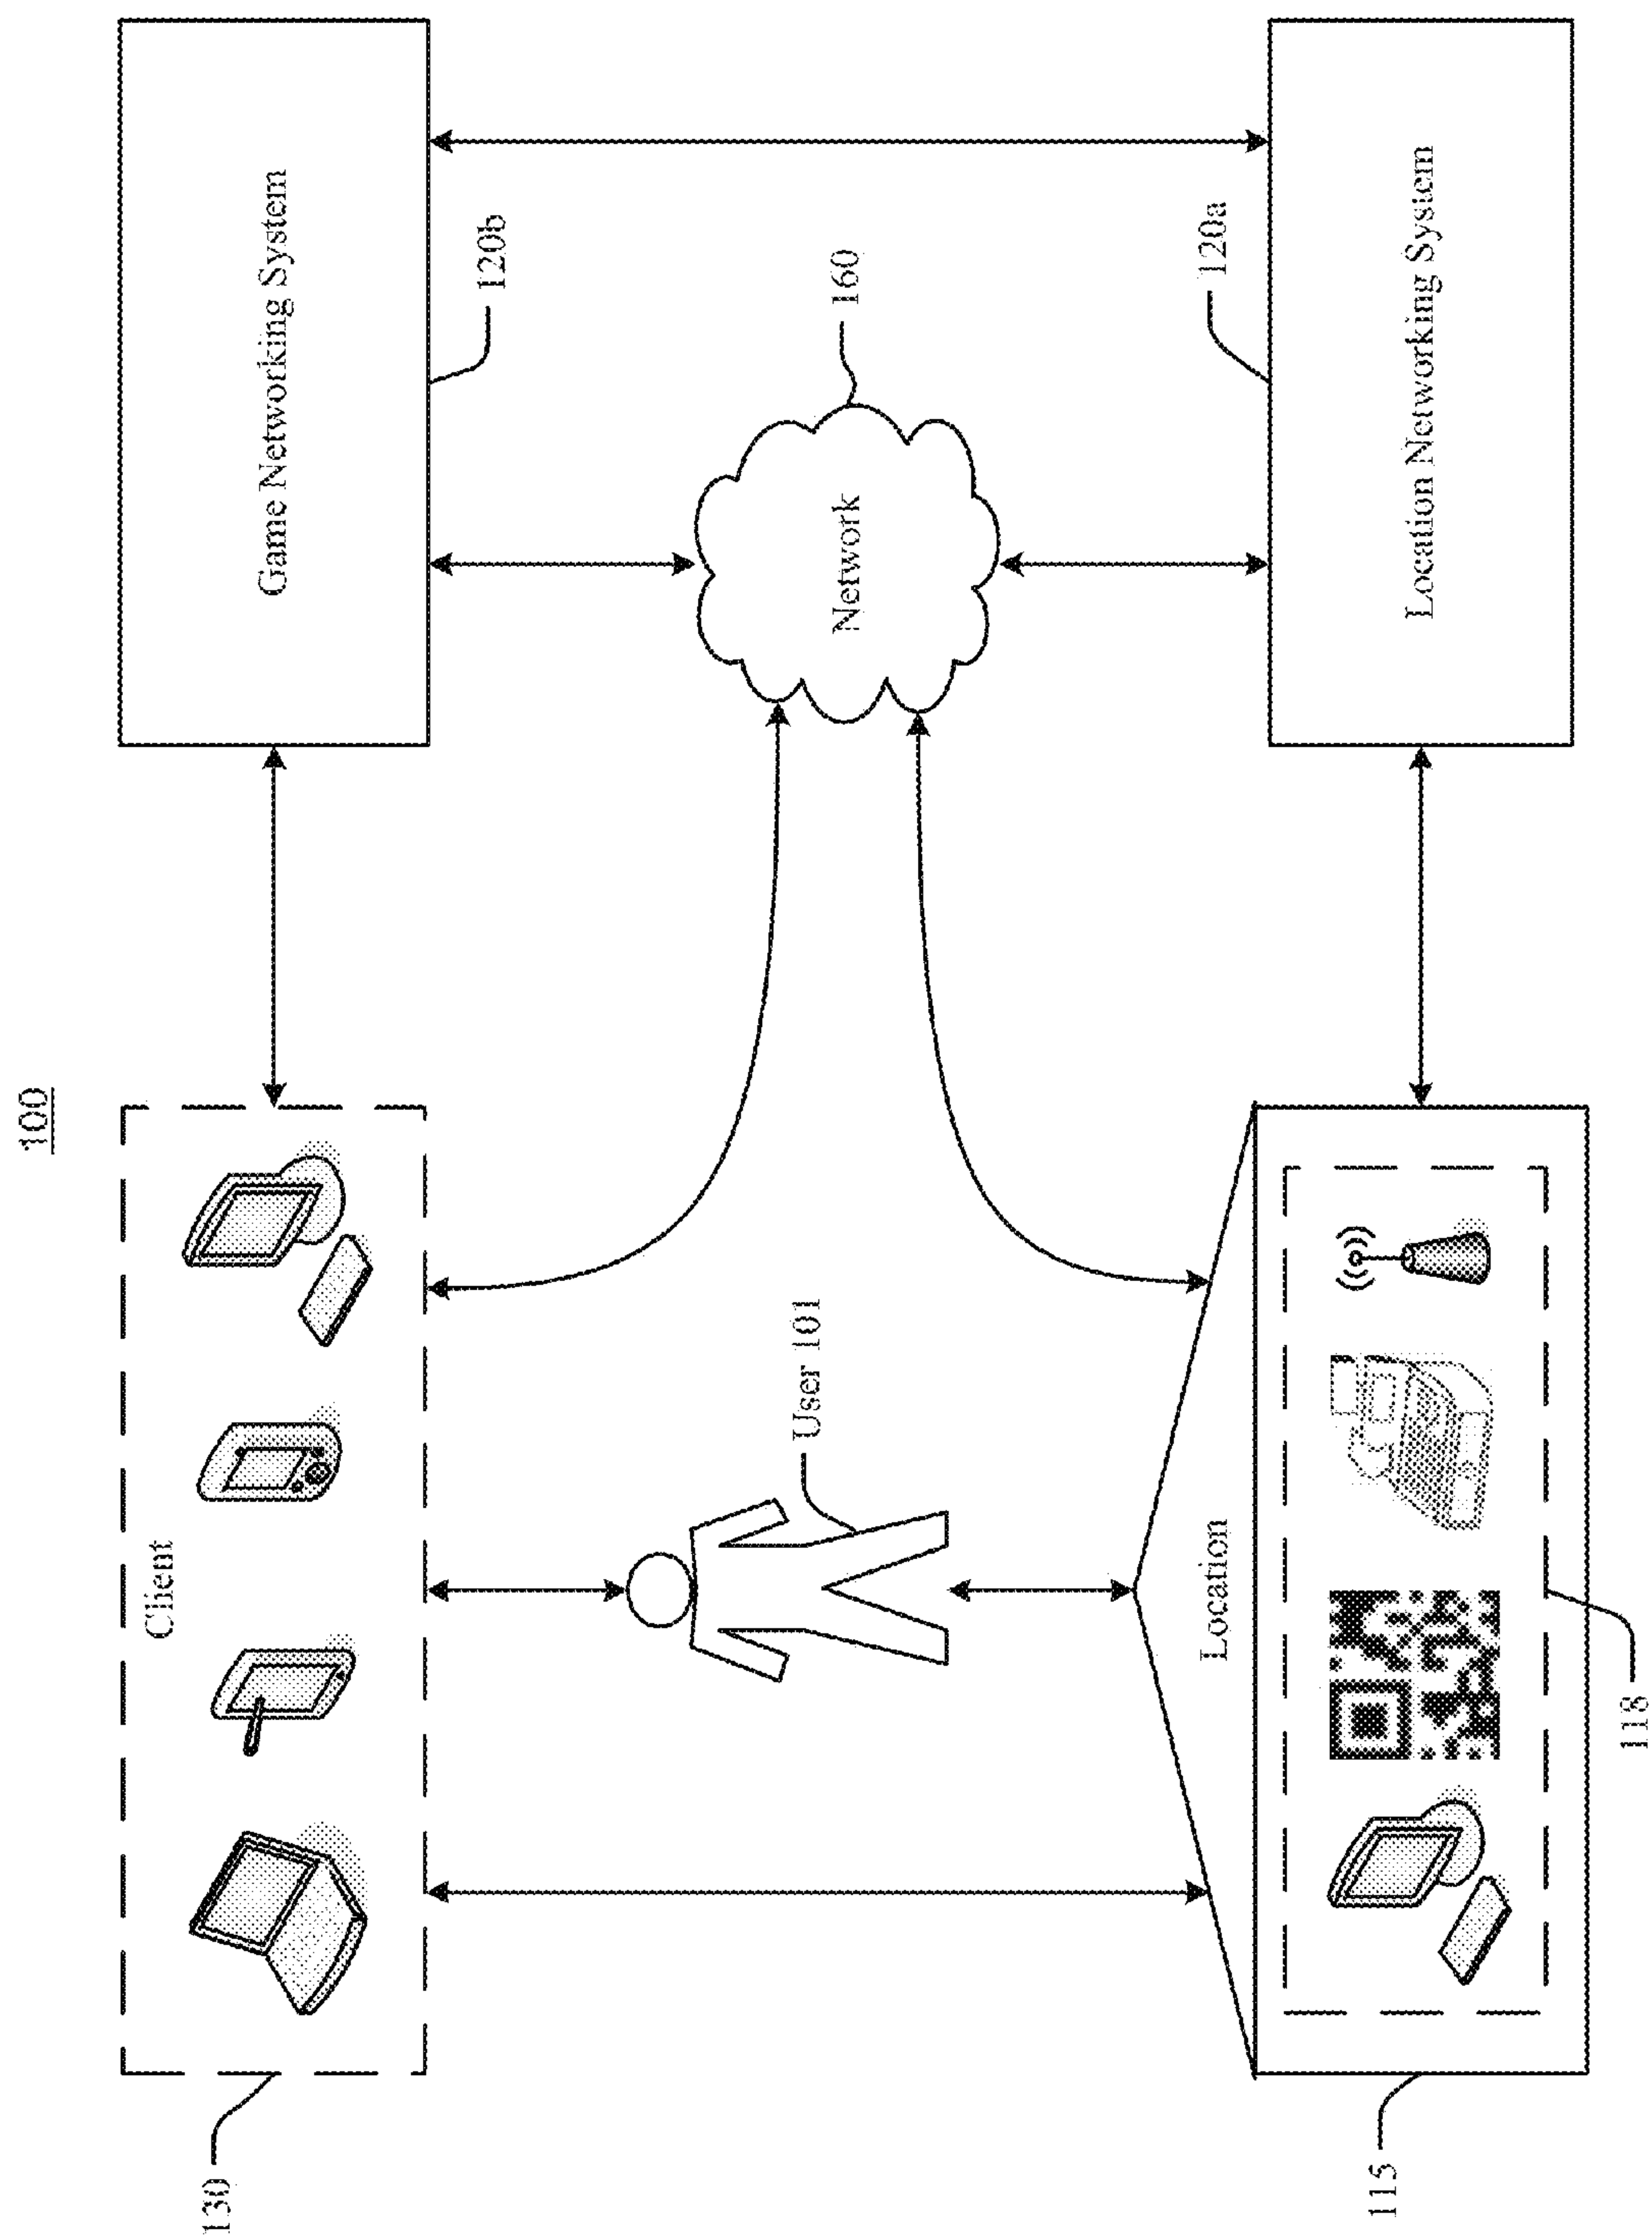 100
130
Client
Game Networking System
120b
User 101
Network
160
120a
Location
Location Networking System
115
118